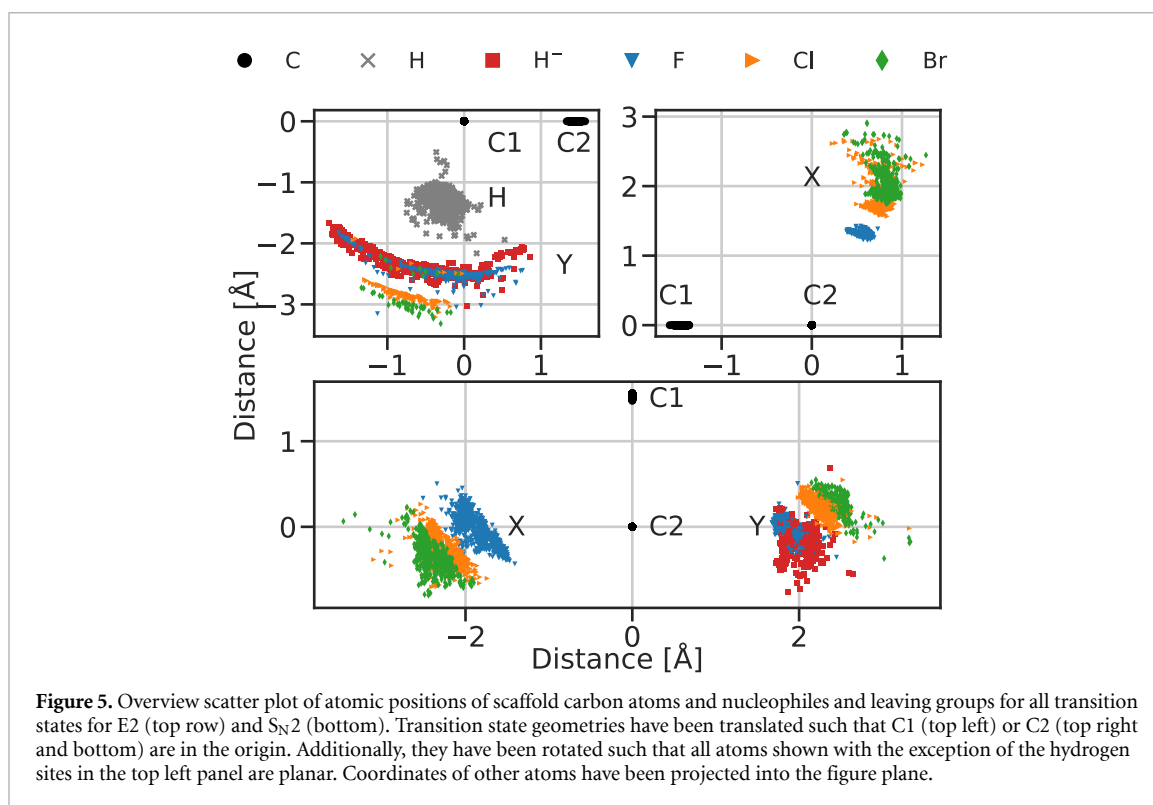 C H H⁻ F Cl Br
0 −1 −2 −3
C1 C2
H
Y
−1 0 1
3 2 1 0
X
C1 C2
−1 0 1
Distance [Å]
1 0
C1
X C2 Y
−2 0 2
Distance [Å]
Figure 5. Overview scatter plot of atomic positions of scaffold carbon atoms and nucleophiles and leaving groups for all transition
states for E2 (top row) and S_N2 (bottom). Transition state geometries have been translated such that C1 (top left) or C2 (top right
and bottom) are in the origin. Additionally, they have been rotated such that all atoms shown with the exception of the hydrogen
sites in the top left panel are planar. Coordinates of other atoms have been projected into the figure plane.